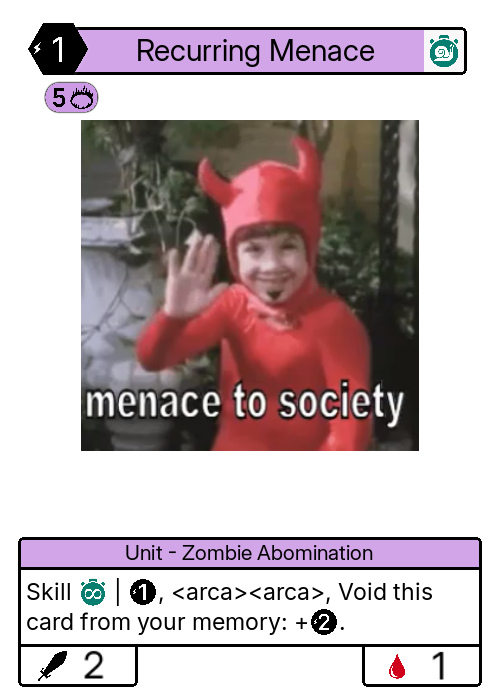 1 Recurring Menace
5
menace to society
Unit - Zombie Abomination
Skill ∞ | 1, <arca><arca>, Void this
card from your memory: +2.
2 1